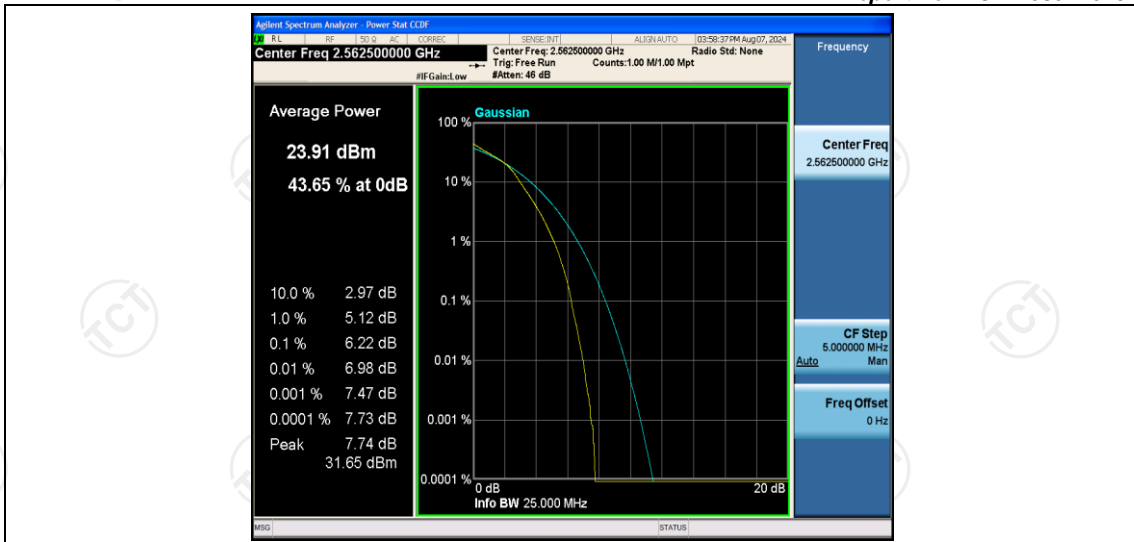 Agilent Spectrum Analyzer - Power Stat CCDF
RL RF 50 Ω AC CORREC SENSE:INT ALIGN AUTO 03:58:37 PM Aug 07, 2024
Center Freq 2.562500000 GHz
Center Freq: 2.562500000 GHz Radio Std: None
Trig: Free Run Counts:1.00 M/1.00 Mpt
#IFGain:Low #Atten: 46 dB
Frequency
Average Power
23.91 dBm
43.65 % at 0dB
10.0 % 2.97 dB
1.0 % 5.12 dB
0.1 % 6.22 dB
0.01 % 6.98 dB
0.001 % 7.47 dB
0.0001 % 7.73 dB
Peak 7.74 dB
31.65 dBm
Gaussian
100 %
10 %
1 %
0.1 %
0.01 %
0.001 %
0.0001 %
0 dB 20 dB
Info BW 25.000 MHz
Center Freq
2.562500000 GHz
CF Step
5.000000 MHz
Auto Man
Freq Offset
0 Hz
MSG STATUS
TCT
TCT